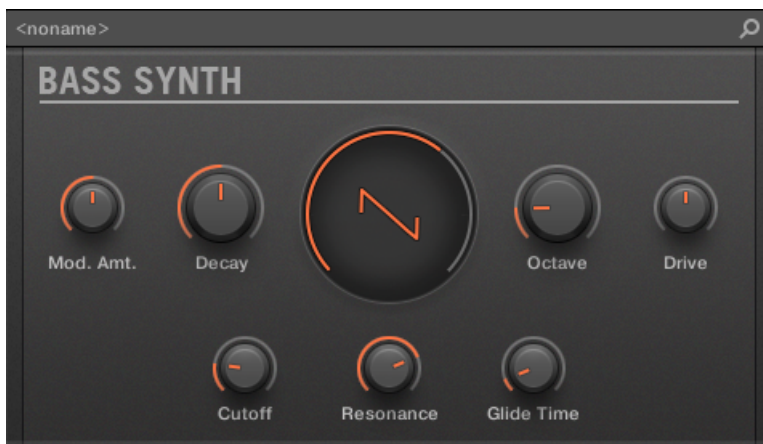 <noname>
BASS SYNTH
Mod. Amt.
Decay
Octave
Drive
Cutoff
Resonance
Glide Time